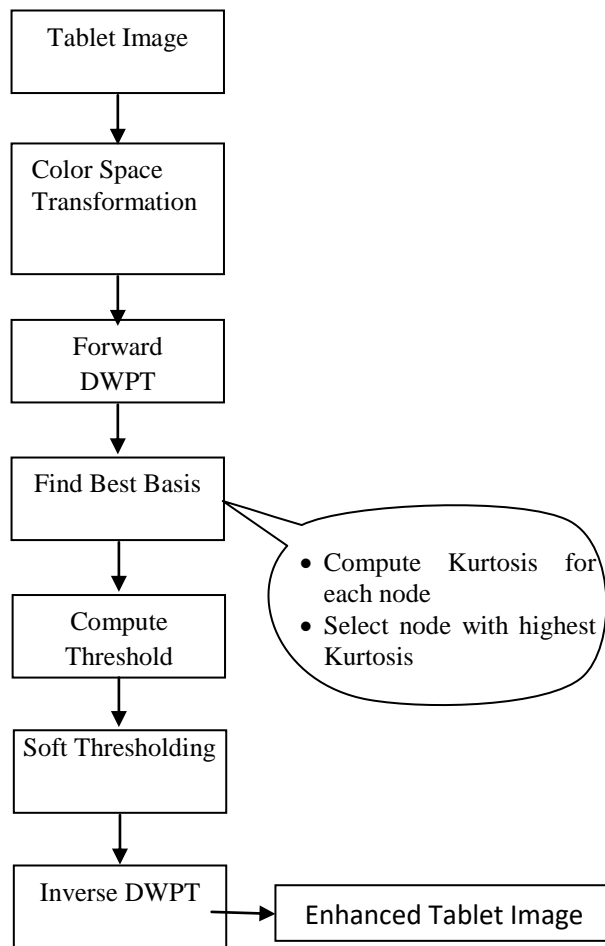 Tablet Image
Color Space
Transformation
Forward
DWPT
Find Best Basis
• Compute Kurtosis for
each node
• Select node with highest
Kurtosis
Compute
Threshold
Soft Thresholding
Inverse DWPT
Enhanced Tablet Image